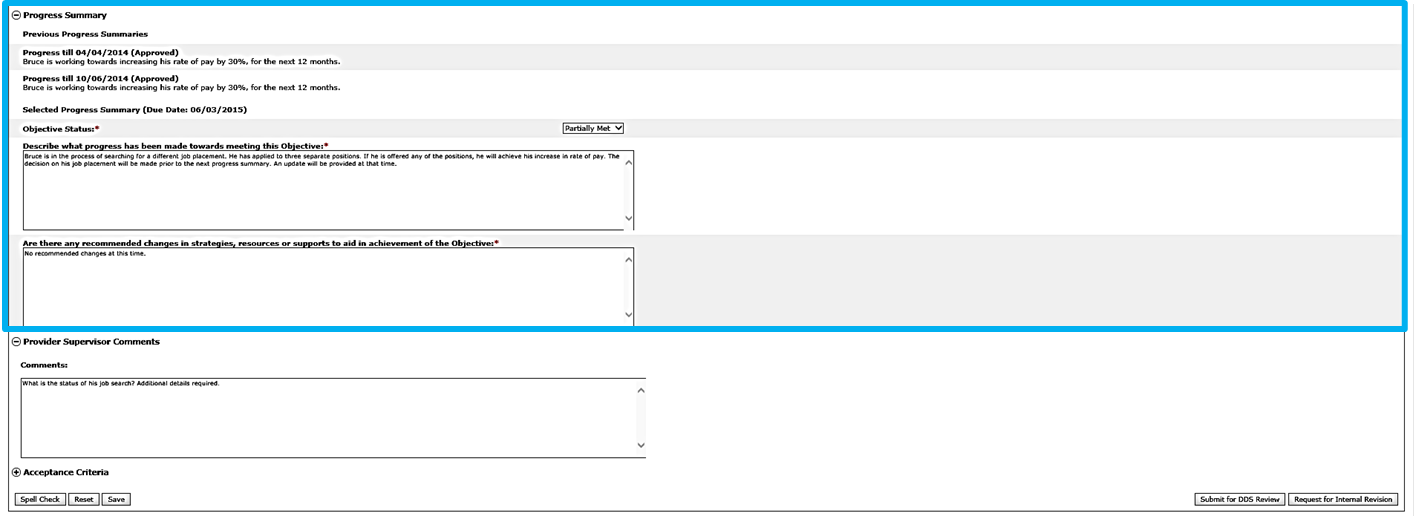 Progress Summary
Previous Progress Summaries
Progress till 04/04/2014 (Approved)
Bruce is working towards increasing his rate of pay by 30%, for the next 12 months.
Progress till 10/06/2014 (Approved)
Bruce is working towards increasing his rate of pay by 30%, for the next 12 months.
Selected Progress Summary (Due Date: 06/03/2015)
Objective Status:* Partially Met
Describe what progress has been made towards meeting this Objective:*
Bruce is in the process of searching for a different job placement. He has applied to three separate positions. If he is offered any of the positions, he will achieve his increase in rate of pay. The
decision on his job placement will be made prior to the next progress summary. An update will be provided at that time.
Are there any recommended changes in strategies, resources or supports to aid in achievement of the Objective:*
No recommended changes at this time.
Provider Supervisor Comments
Comments:
What is the status of his job search? Additional details required.
Acceptance Criteria
Spell Check Reset Save Submit for DDS Review Request for Internal Revision